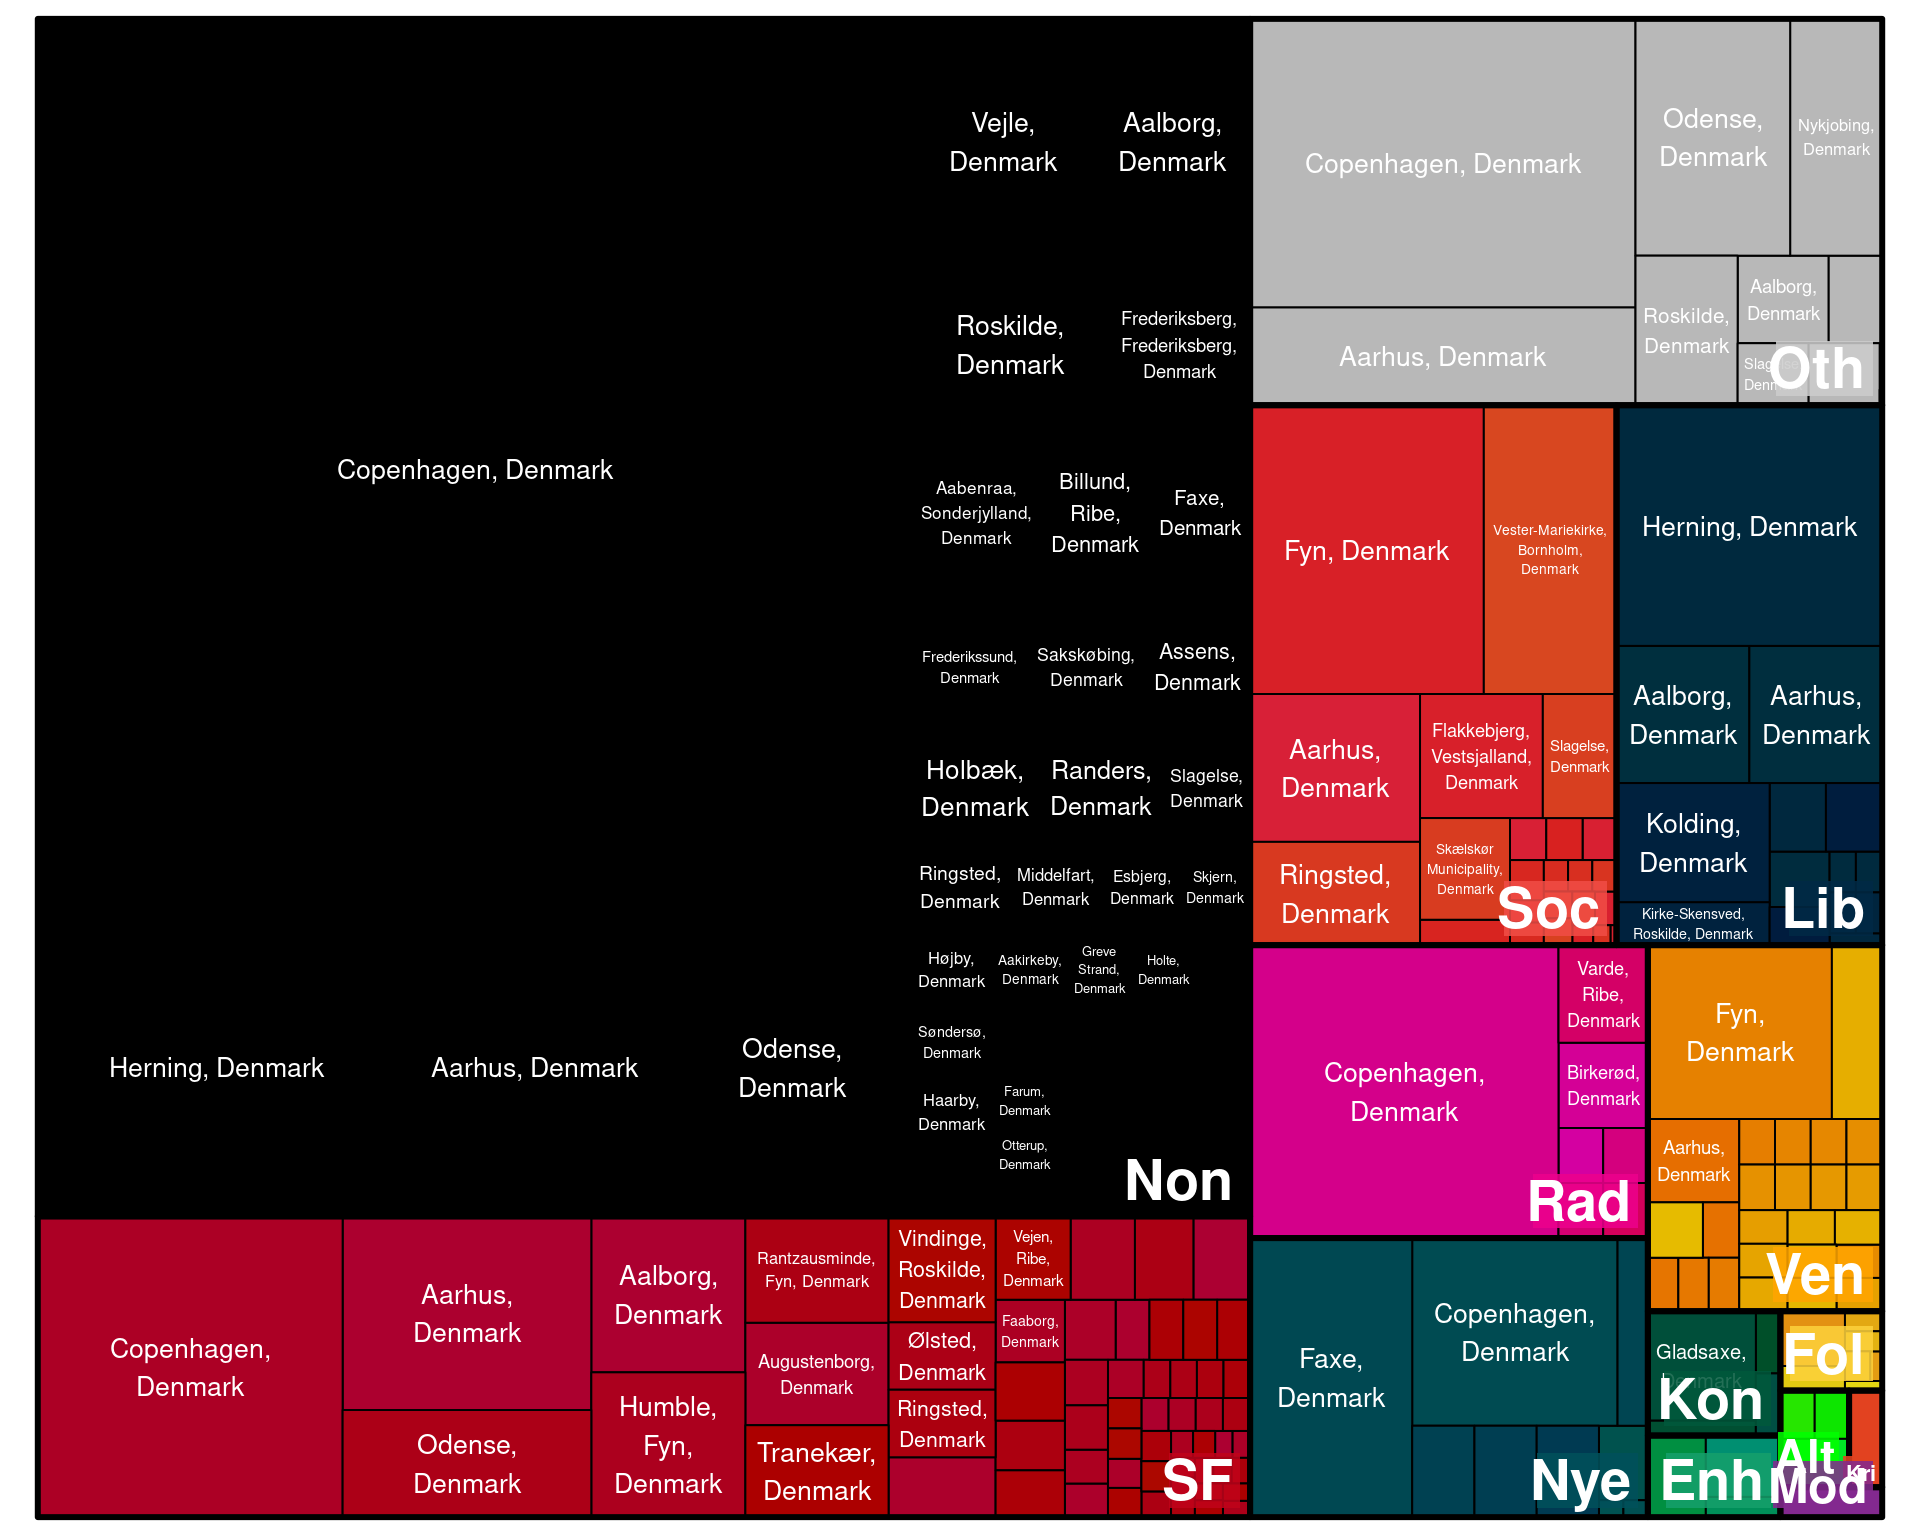 Vejle,
Denmark
Aalborg,
Denmark
Roskilde,
Denmark
Frederiksberg,
Frederiksberg,
Denmark
Copenhagen, Denmark
Aabenraa,
Sonderjylland,
Denmark
Billund,
Ribe,
Denmark
Faxe,
Denmark
Frederikssund,
Denmark
Sakskøbing,
Denmark
Assens,
Denmark
Holbæk,
Denmark
Randers,
Denmark
Slagelse,
Denmark
Ringsted,
Denmark
Middelfart,
Denmark
Esbjerg,
Denmark
Skjern,
Denmark
Højby,
Denmark
Aakirkeby,
Denmark
Greve
Strand,
Denmark
Holte,
Denmark
Herning, Denmark
Aarhus, Denmark
Odense,
Denmark
Søndersø,
Denmark
Haarby,
Denmark
Farum,
Denmark
Otterup,
Denmark
Non
Copenhagen, Denmark
Aarhus, Denmark
Odense,
Denmark
Nykjobing,
Denmark
Roskilde,
Denmark
Aalborg,
Denmark
Oth
Fyn, Denmark
Vester-Mariekirke,
Bornholm,
Denmark
Aarhus,
Denmark
Flakkebjerg,
Vestsjalland,
Denmark
Slagelse,
Denmark
Ringsted,
Denmark
Skælskør
Municipality,
Denmark
Soc
Herning, Denmark
Aalborg,
Denmark
Aarhus,
Denmark
Kolding,
Denmark
Kirke-Skensved,
Roskilde, Denmark
Lib
Copenhagen,
Denmark
Varde,
Ribe,
Denmark
Birkerød,
Denmark
Rad
Fyn,
Denmark
Aarhus,
Denmark
Ven
Copenhagen,
Denmark
Aarhus,
Denmark
Odense,
Denmark
Aalborg,
Denmark
Humble,
Fyn,
Denmark
Rantzausminde,
Fyn, Denmark
Augustenborg,
Denmark
Tranekær,
Denmark
Vindinge,
Roskilde,
Denmark
Ølsted,
Denmark
Ringsted,
Denmark
Vejen,
Ribe,
Denmark
Faaborg,
Denmark
SF
Faxe,
Denmark
Copenhagen,
Denmark
Nye
Gladsaxe,
Kon
Fol
Enh
Alt
Kri
Mod